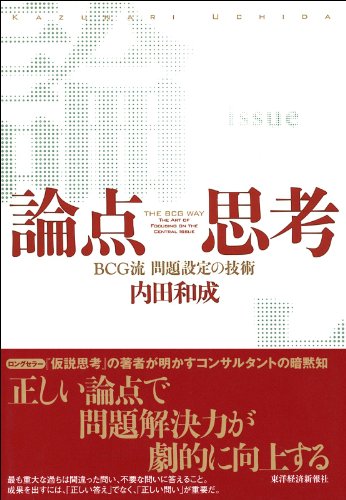 KAZUNARI UCHIDA
論
issue
論点 思考
THE BCG WAY
THE ART OF
FOCUSING ON THE
CENTRAL ISSUE
BCG流 問題設定の技術
内田和成
ロングセラー『仮説思考』の著者が明かすコンサルタントの暗黙知
正しい論点で
問題解決力が
劇的に向上する
最も重大な過ちは間違った問い、不要な問いに答えること。
成果を出すには、「正しい答え」でなく、「正しい問い」が重要だ。
東洋経済新報社